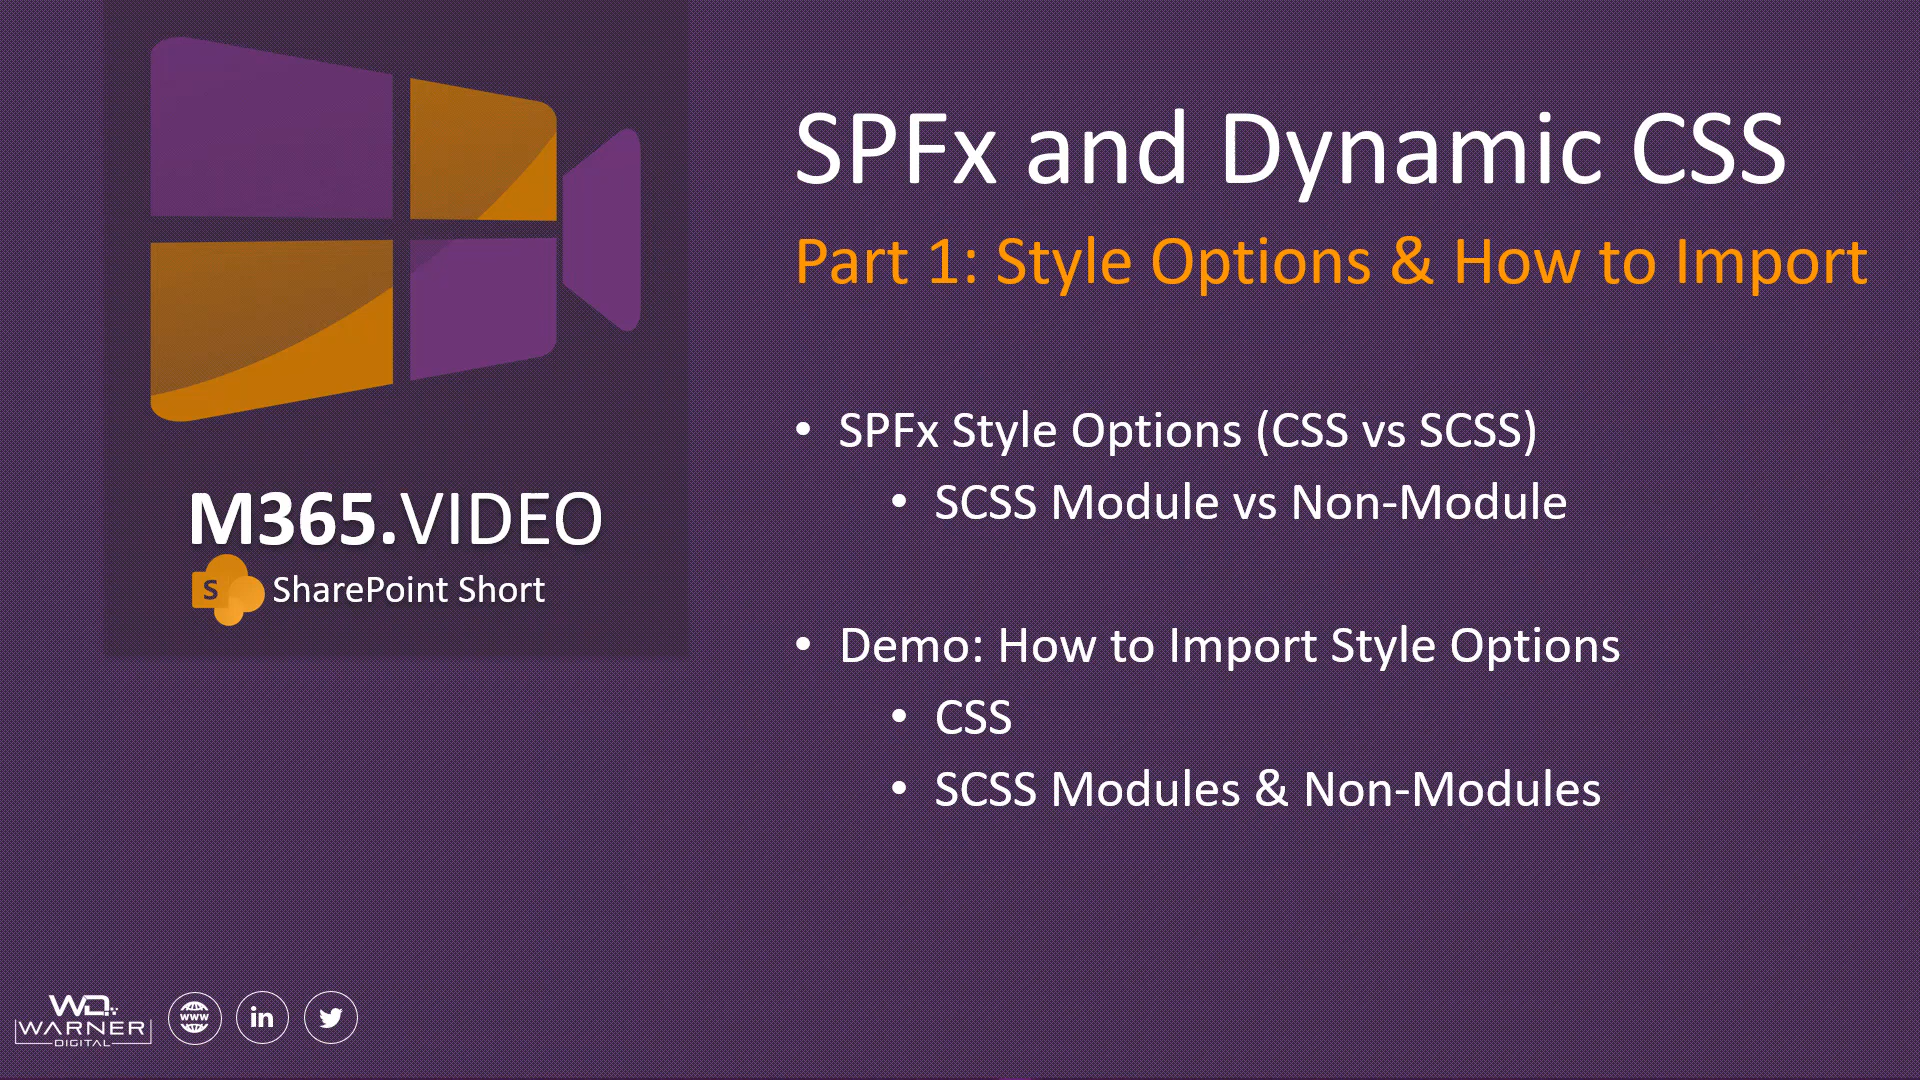 SPFx and Dynamic CSS
Part 1: Style Options & How to Import
• SPFx Style Options (CSS vs SCSS)
• SCSS Module vs Non-Module
• Demo: How to Import Style Options
• CSS
• SCSS Modules & Non-Modules
M365.VIDEO
S SharePoint Short
WD
WARNER
DIGITAL
WWW
in